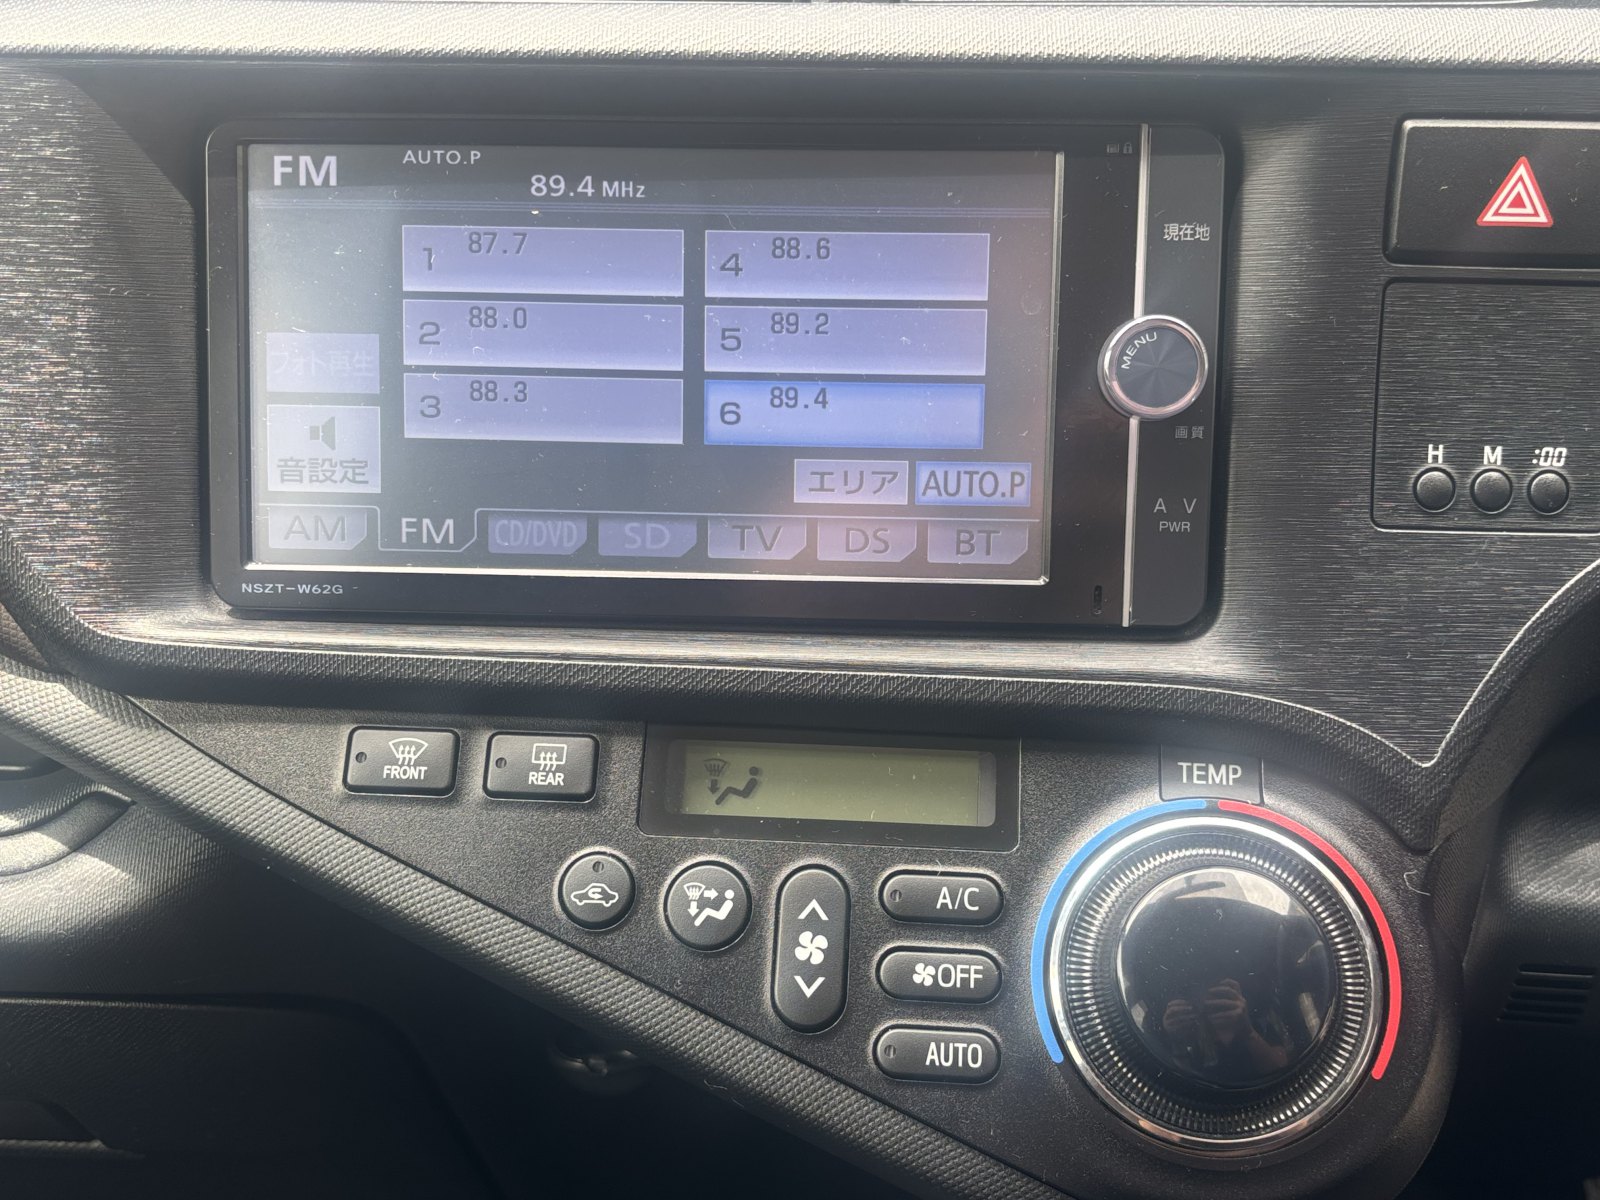 FM
AUTO.P
89.4 MHz
1 87.7
4 88.6
2 88.0
5 89.2
3 88.3
6 89.4
フォト再生
音設定
エリア
AUTO.P
AM
FM
CD/DVD
SD
TV
DS
BT
NSZT-W62G
現在地
MENU
画質
A V
PWR
H
M
:00
FRONT
REAR
TEMP
A/C
OFF
AUTO